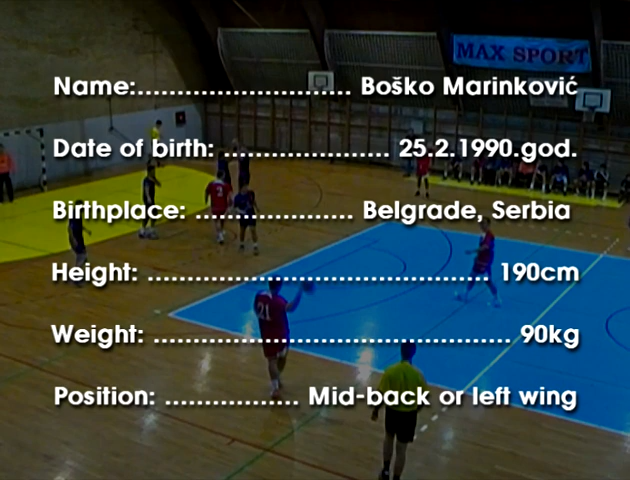 MAX SPORT
Name:........................... Boško Marinković
Date of birth: ..................... 25.2.1990.god.
Birthplace: .................... Belgrade, Serbia
Height: ........................................... 190cm
Weight: ............................................. 90kg
Position: ................. Mid-back or left wing
21
2